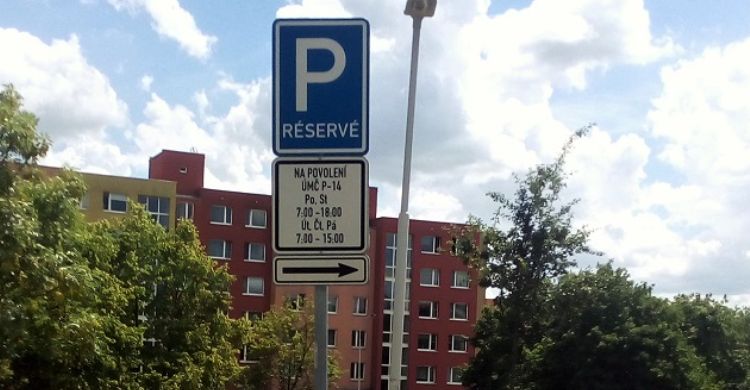 P
RÉSERVÉ
NA POVOLENÍ
ÚMČ P-14
Po, St
7:00 -18:00
Út, Čt, Pá
7:00 - 15:00